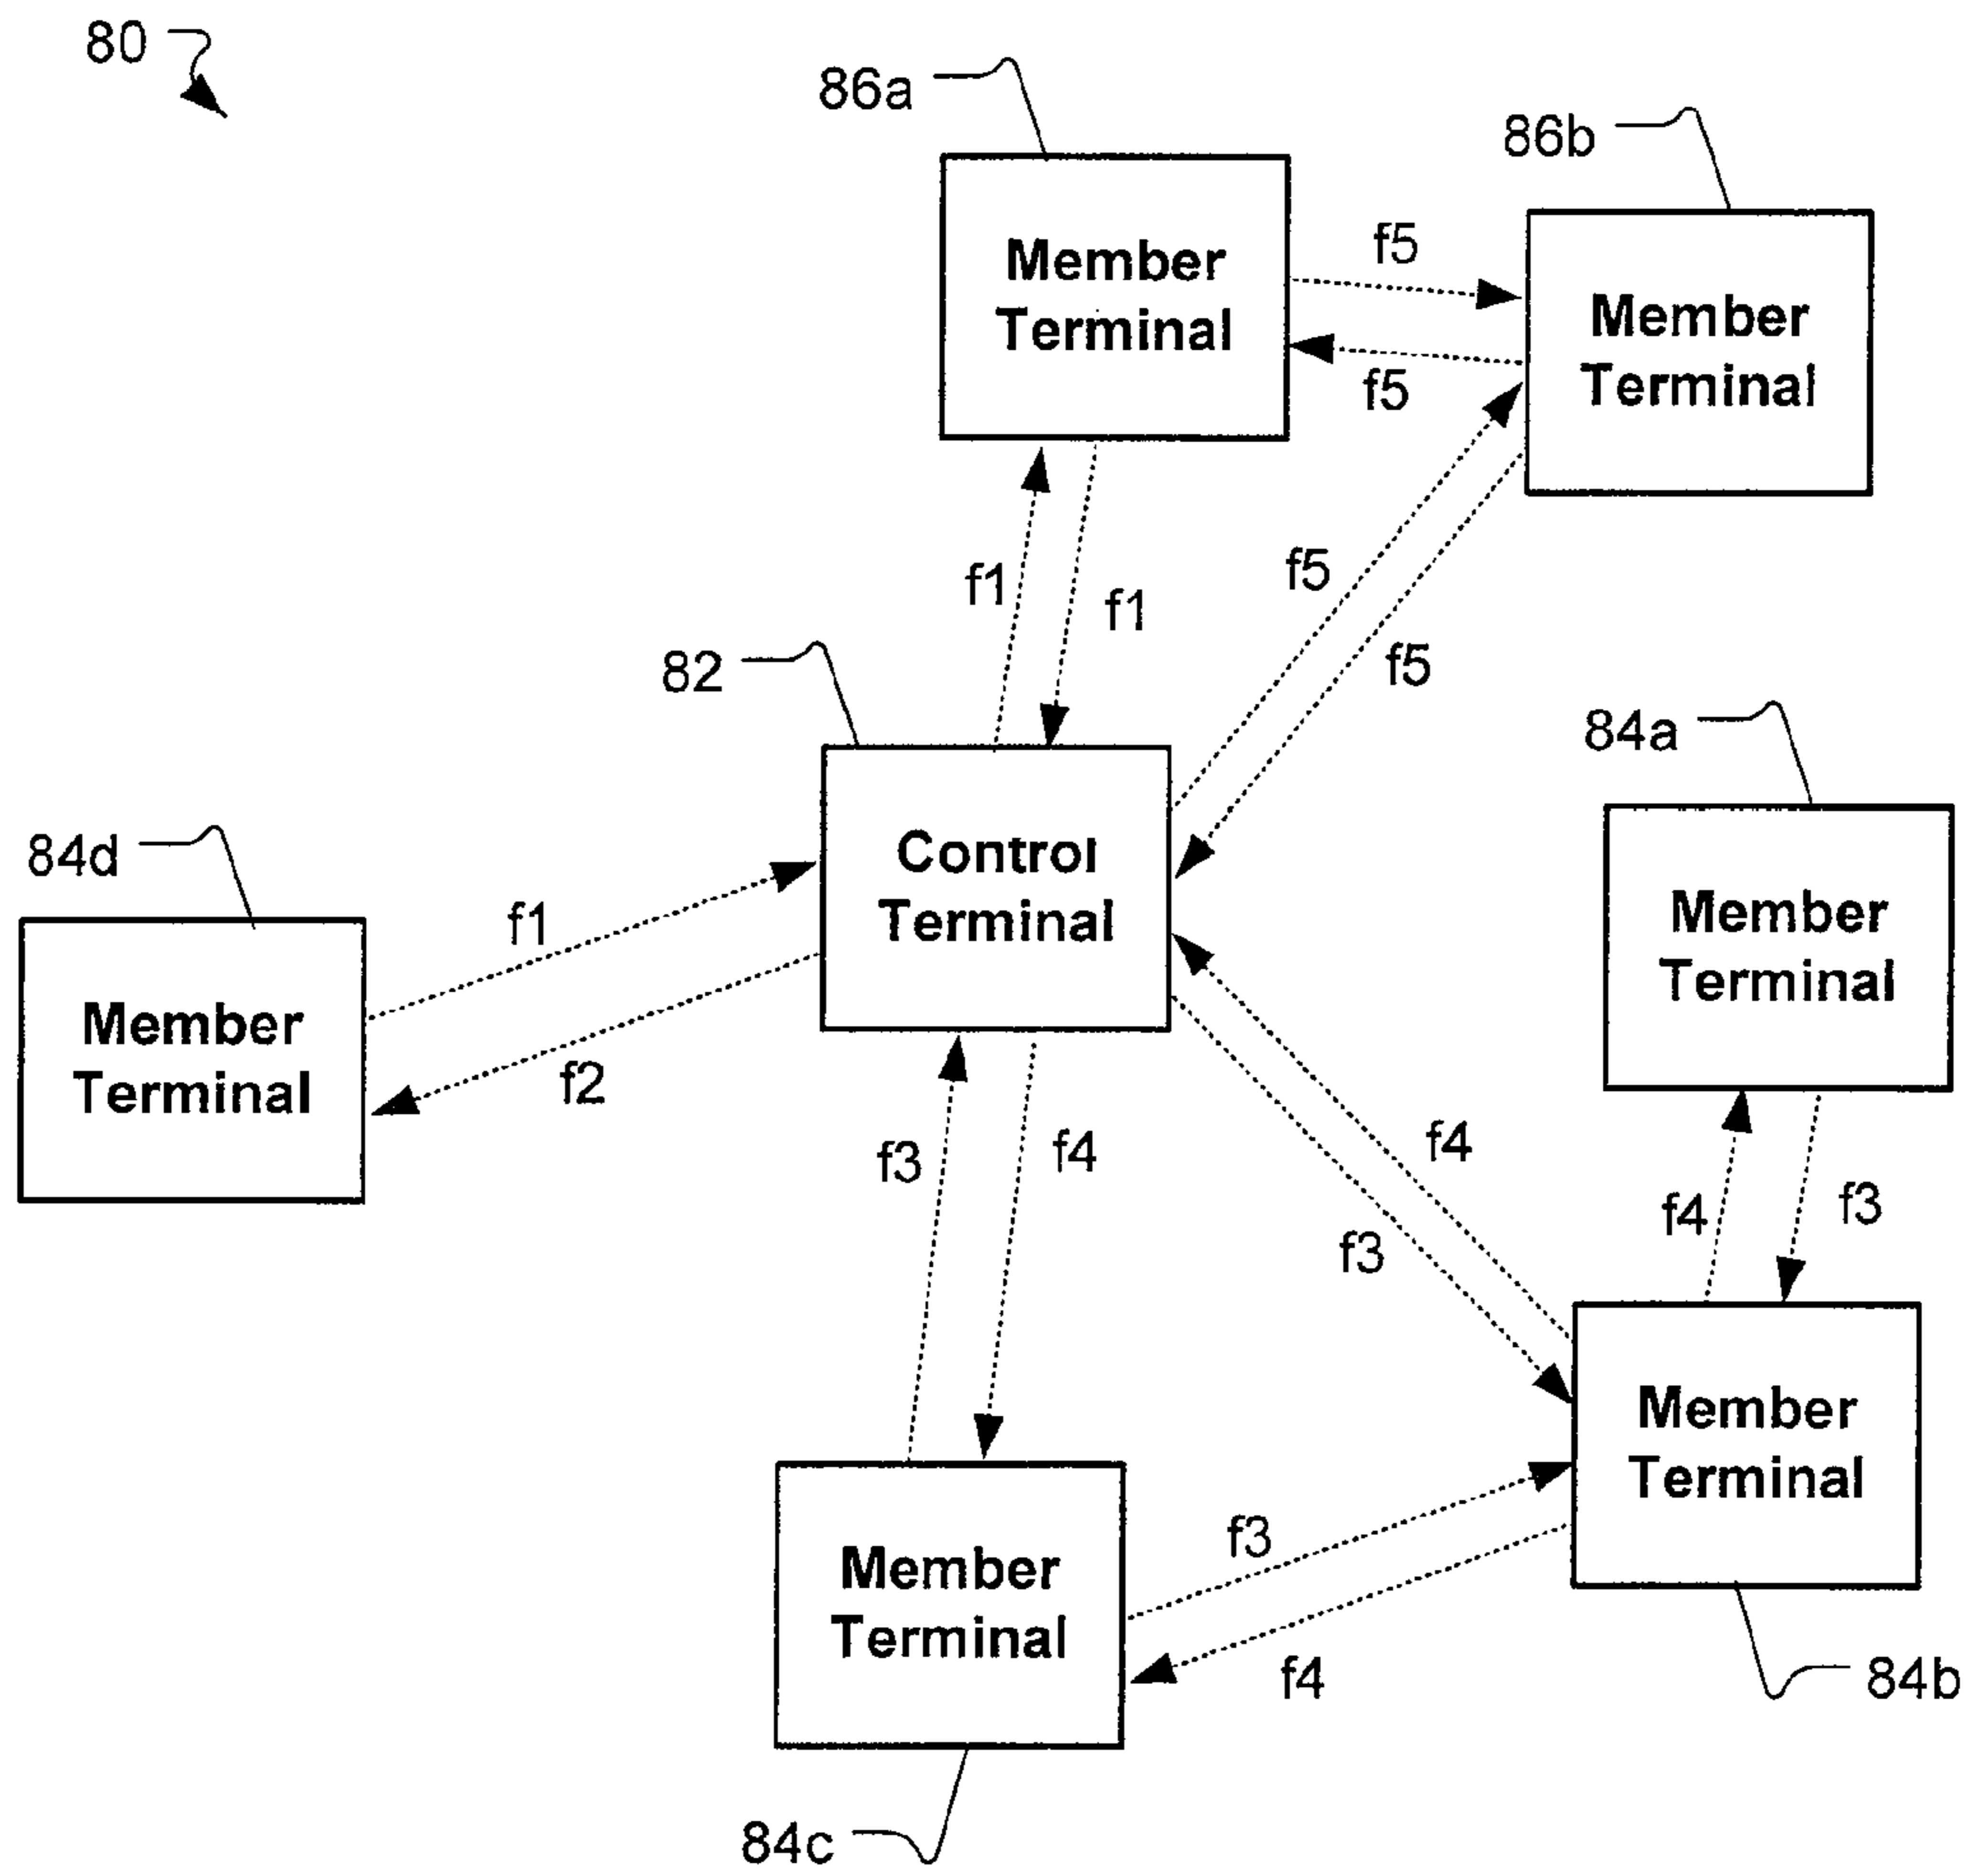 80
86a
86b
Member
Terminal
f5
Member
Terminal
f5
f1
f1
f5
f5
82
84a
Control
Terminal
84d
Member
Terminal
f1
Member
Terminal
f2
f3
f4
f4
f3
f4
f3
Member
Terminal
f3
Member
Terminal
f4
84b
84c